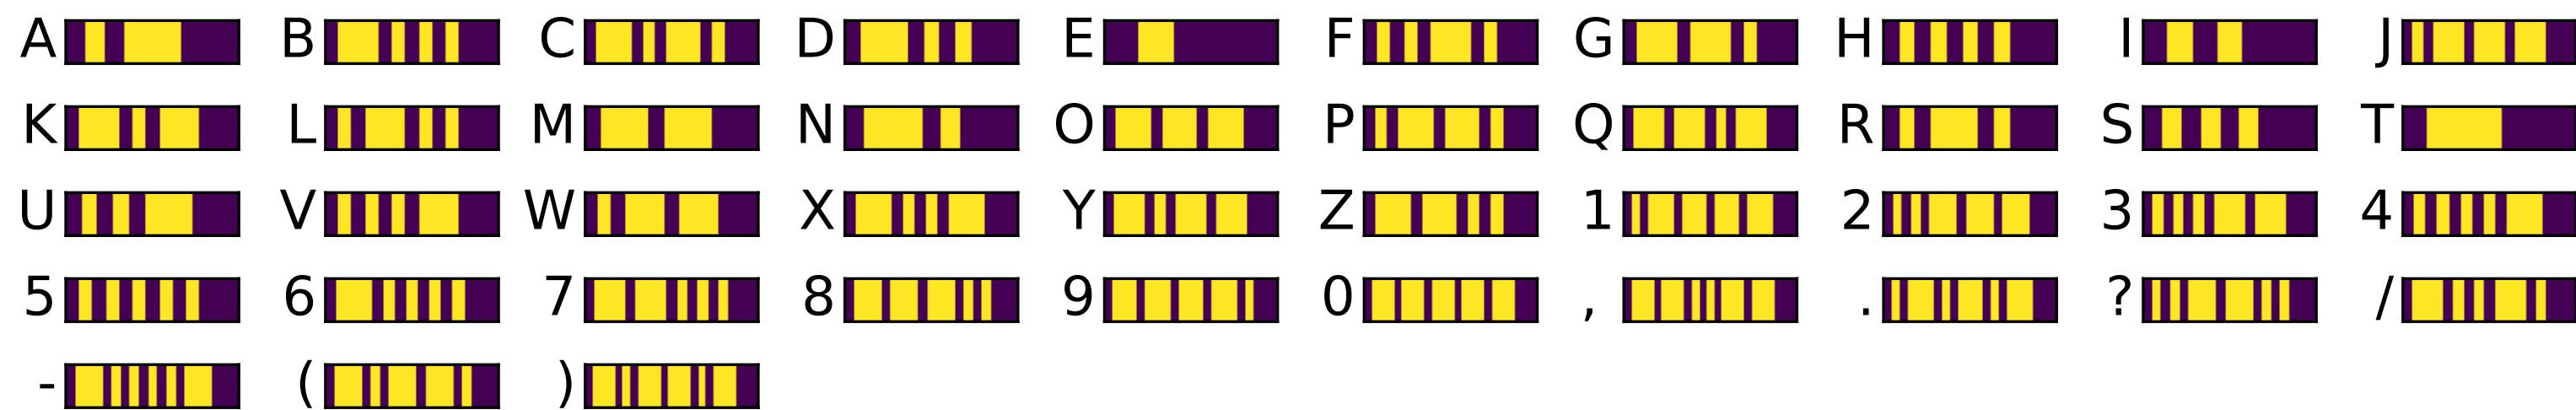 A B C D E F G H I J
K L M N O P Q R S T
U V W X Y Z 1 2 3 4
5 6 7 8 9 0 , . ? /
- ( )